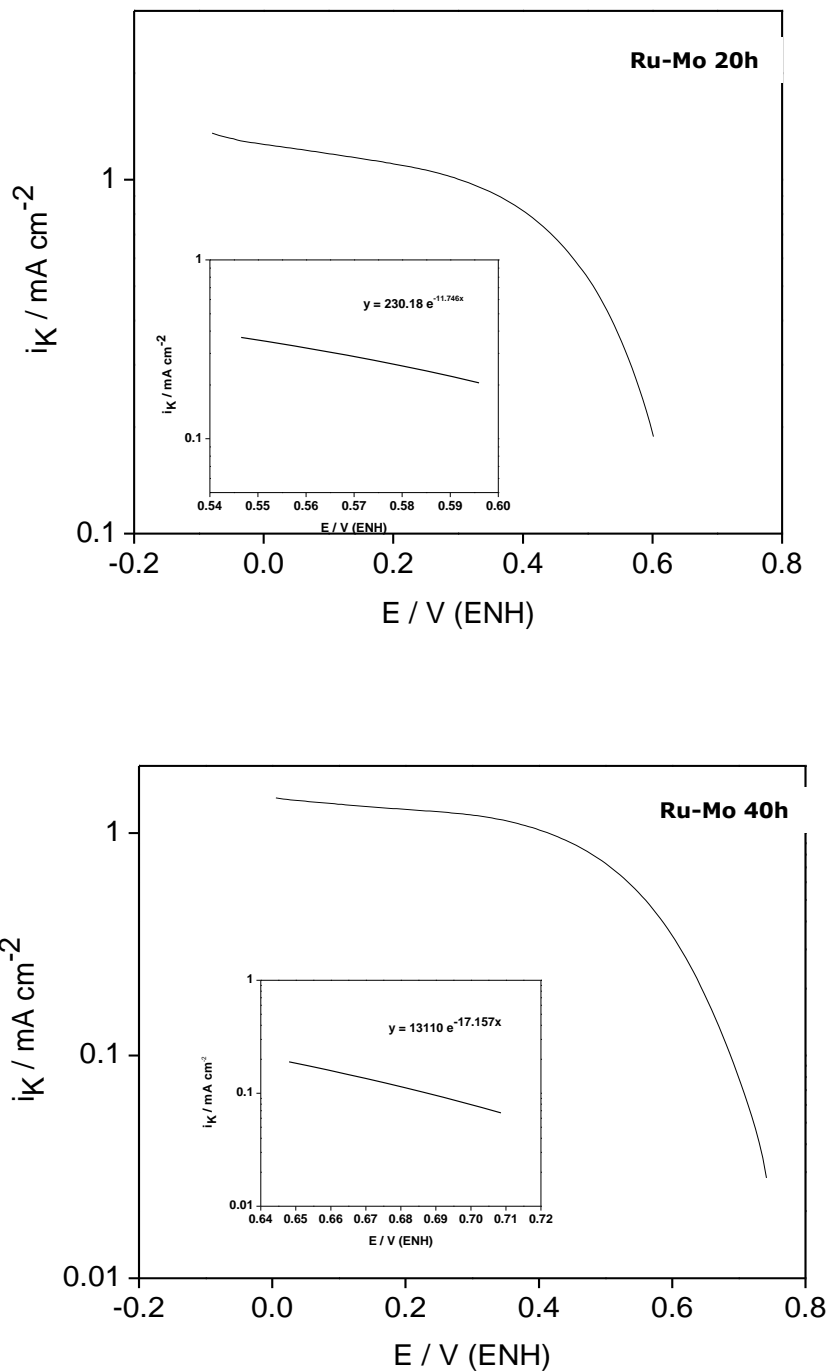 Ru-Mo 20h
1
0.1
i_K / mA cm^-2
-0.2 0.0 0.2 0.4 0.6 0.8
E / V (ENH)
y = 230.18 e^-11.746x
1
0.1
i_K / mA cm^-2
0.54 0.55 0.56 0.57 0.58 0.59 0.60
E / V (ENH)
Ru-Mo 40h
1
0.1
0.01
i_K / mA cm^-2
-0.2 0.0 0.2 0.4 0.6 0.8
E / V (ENH)
y = 13110 e^-17.157x
1
0.1
0.01
i_K / mA cm^-2
0.64 0.65 0.66 0.67 0.68 0.69 0.70 0.71 0.72
E / V (ENH)